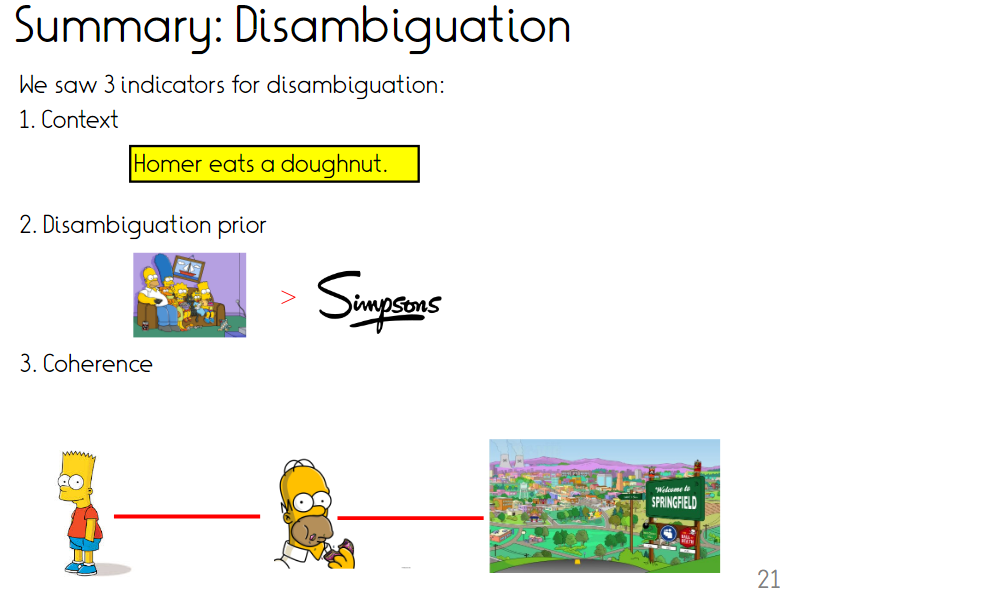 Summary: Disambiguation
We saw 3 indicators for disambiguation:
1. Context
Homer eats a doughnut.
2. Disambiguation prior
> Simpsons
3. Coherence
Welcome to
SPRINGFIELD
21